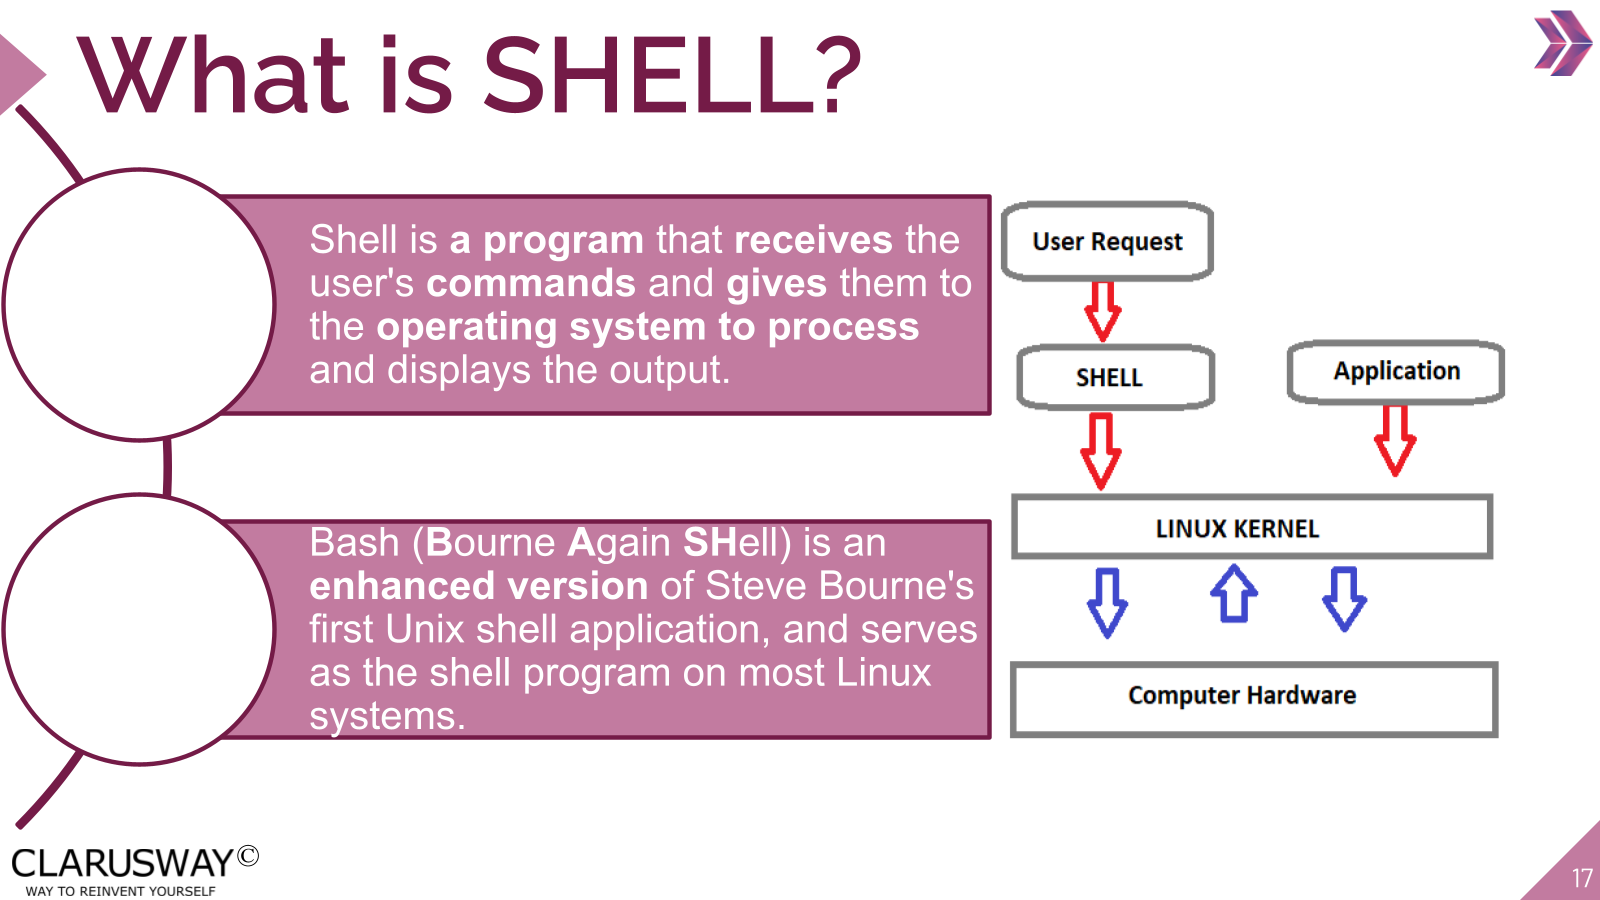 What is SHELL?
Shell is a program that receives the
user's commands and gives them to
the operating system to process
and displays the output.
Bash (Bourne Again SHell) is an
enhanced version of Steve Bourne's
first Unix shell application, and serves
as the shell program on most Linux
systems.
User Request
SHELL
Application
LINUX KERNEL
Computer Hardware
CLARUSWAY©
WAY TO REINVENT YOURSELF
17